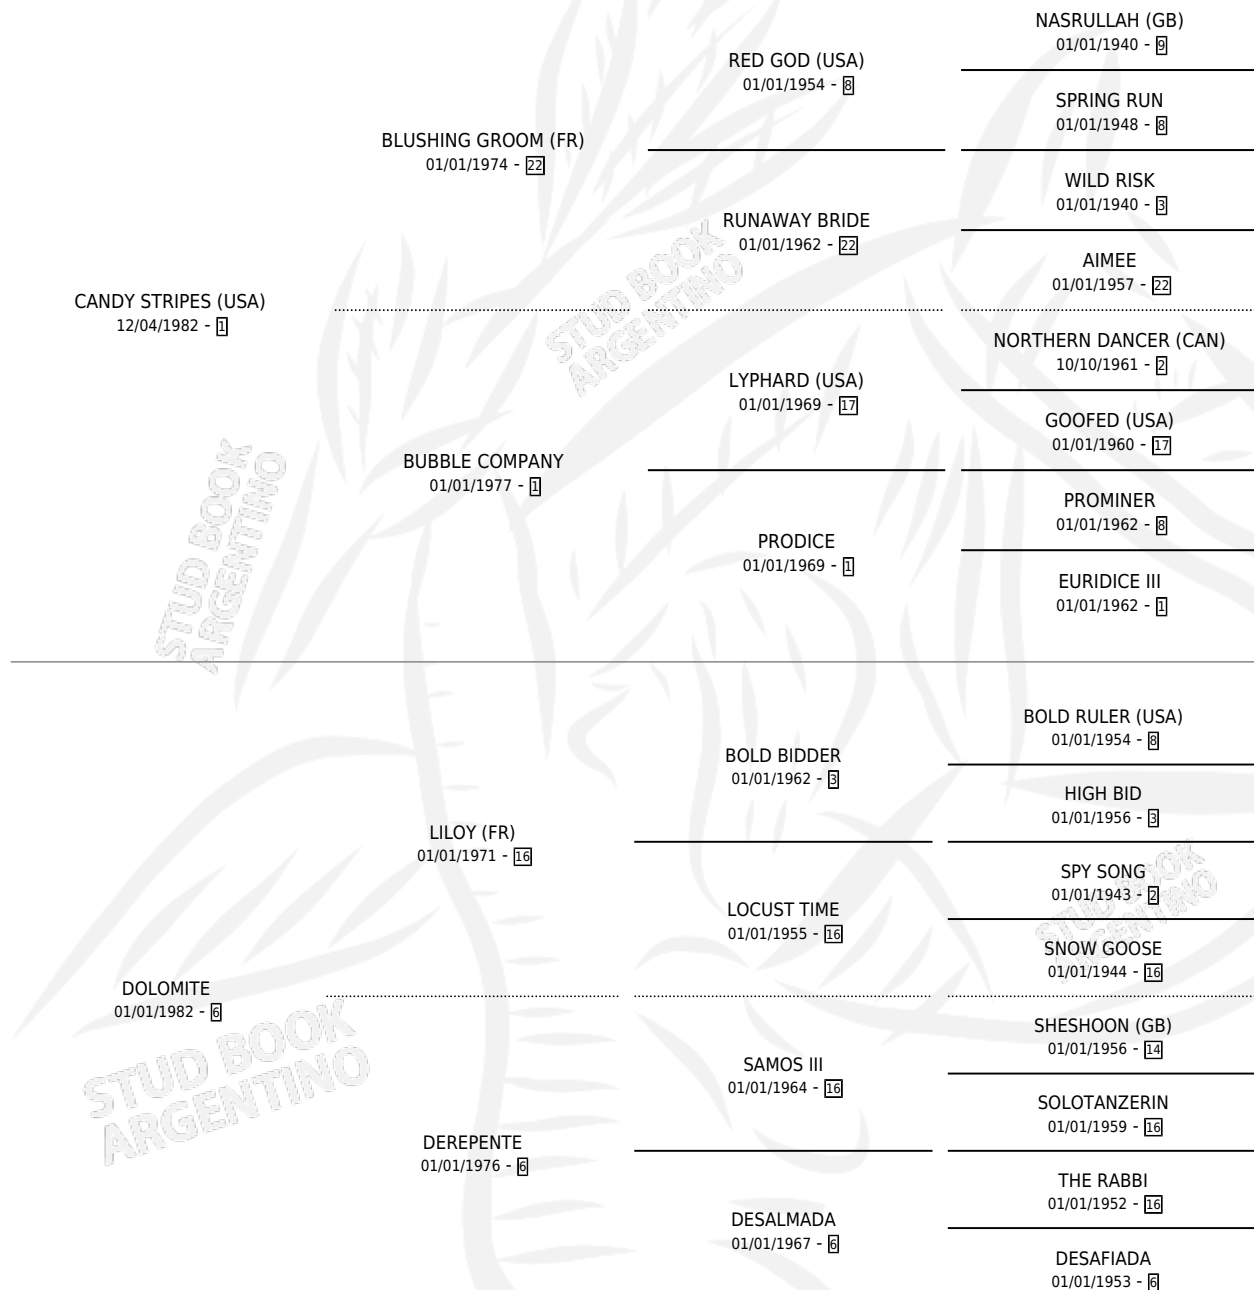 NASRULLAH (GB)
01/01/1940 - 9
RED GOD (USA)
01/01/1954 - 8
SPRING RUN
01/01/1948 - 8
BLUSHING GROOM (FR)
01/01/1974 - 22
WILD RISK
01/01/1940 - 3
RUNAWAY BRIDE
01/01/1962 - 22
AIMEE
01/01/1957 - 22
CANDY STRIPES (USA)
12/04/1982 - 1
NORTHERN DANCER (CAN)
10/10/1961 - 2
LYPHARD (USA)
01/01/1969 - 17
GOOFED (USA)
01/01/1960 - 17
BUBBLE COMPANY
01/01/1977 - 1
PROMINER
01/01/1962 - 8
PRODICE
01/01/1969 - 1
EURIDICE III
01/01/1962 - 1
BOLD RULER (USA)
01/01/1954 - 8
BOLD BIDDER
01/01/1962 - 3
HIGH BID
01/01/1956 - 3
LILOY (FR)
01/01/1971 - 16
SPY SONG
01/01/1943 - 2
LOCUST TIME
01/01/1955 - 16
SNOW GOOSE
01/01/1944 - 16
DOLOMITE
01/01/1982 - 6
SHESHOON (GB)
01/01/1956 - 14
SAMOS III
01/01/1964 - 16
SOLOTANZERIN
01/01/1959 - 16
DEREPENTE
01/01/1976 - 6
THE RABBI
01/01/1952 - 16
DESALMADA
01/01/1967 - 6
DESAFIADA
01/01/1953 - 6
STUD BOOK
ARGENTINO
STUD BOOK
ARGENTINO
STUD BOOK
ARGENTINO
STUD BOOK
ARGENTINO